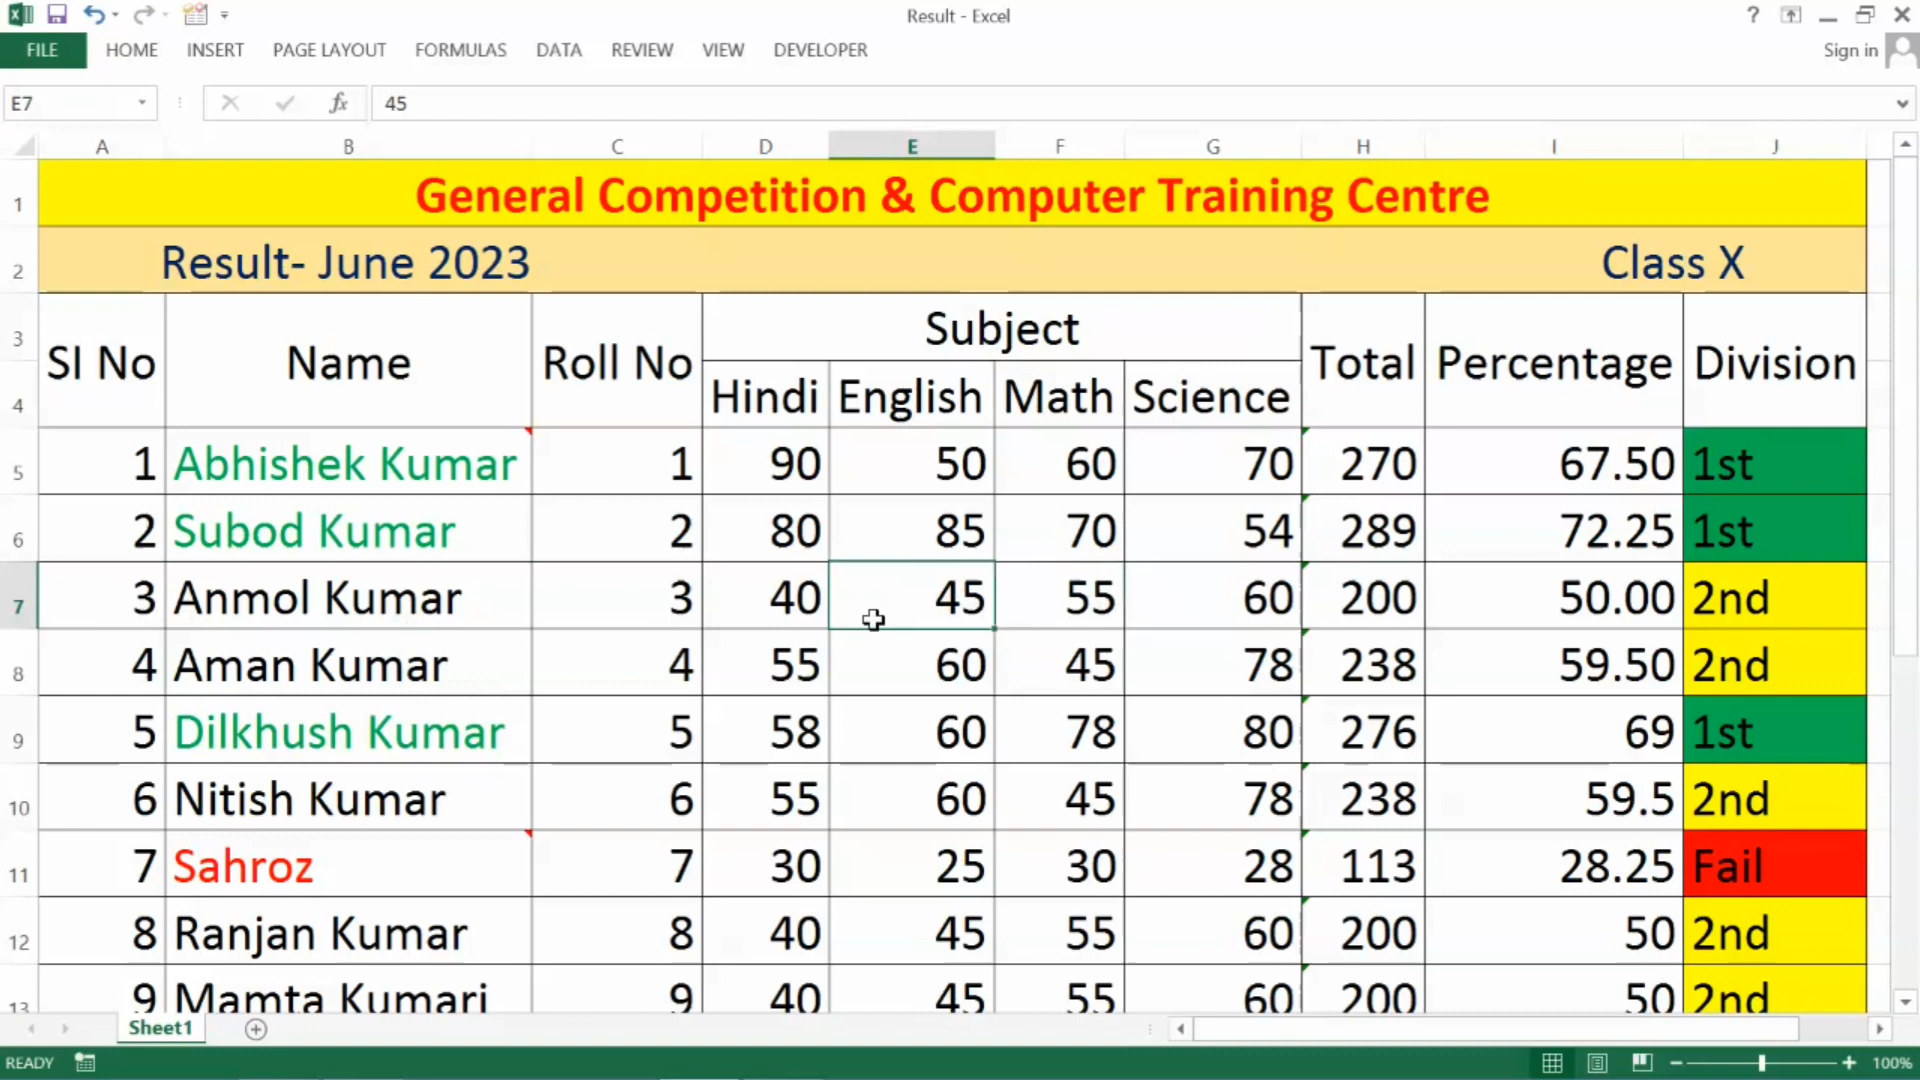 Result - Excel
?
FILE HOME INSERT PAGE LAYOUT FORMULAS DATA REVIEW VIEW DEVELOPER Sign in
E7 fx 45
A B C D E F G H I J
1 General Competition & Computer Training Centre
2 Result- June 2023 Class X
3 Subject
SI No Name Roll No Total Percentage Division
4 Hindi English Math Science
5 1 Abhishek Kumar 1 90 50 60 70 270 67.50 1st
6 2 Subod Kumar 2 80 85 70 54 289 72.25 1st
7 3 Anmol Kumar 3 40 45 55 60 200 50.00 2nd
8 4 Aman Kumar 4 55 60 45 78 238 59.50 2nd
9 5 Dilkhush Kumar 5 58 60 78 80 276 69 1st
10 6 Nitish Kumar 6 55 60 45 78 238 59.5 2nd
11 7 Sahroz 7 30 25 30 28 113 28.25 Fail
12 8 Ranjan Kumar 8 40 45 55 60 200 50 2nd
13 9 Mamta Kumari 9 40 45 55 60 200 50 2nd
Sheet1
READY 100%